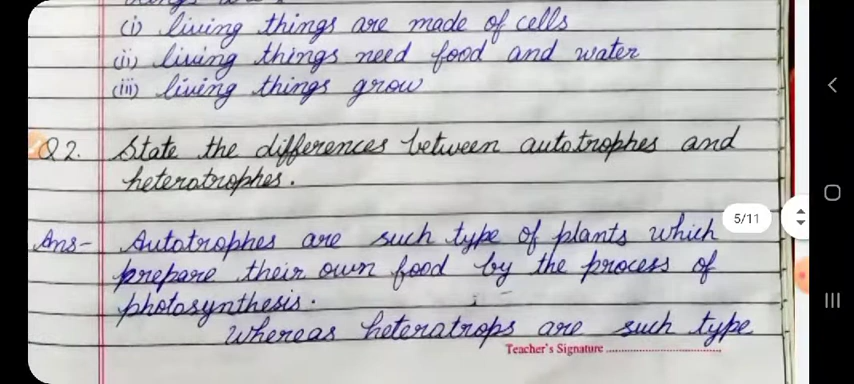 (i) living things are made of cells
(ii) living things need food and water
(iii) living things grow
Q2. State the differences between autotrophes and
heterotrophes.
Ans- Autotrophes are such type of plants which
prepare their own food by the process of
photosynthesis.
Whereas heteratrops are such type
Teacher's Signature
5/11